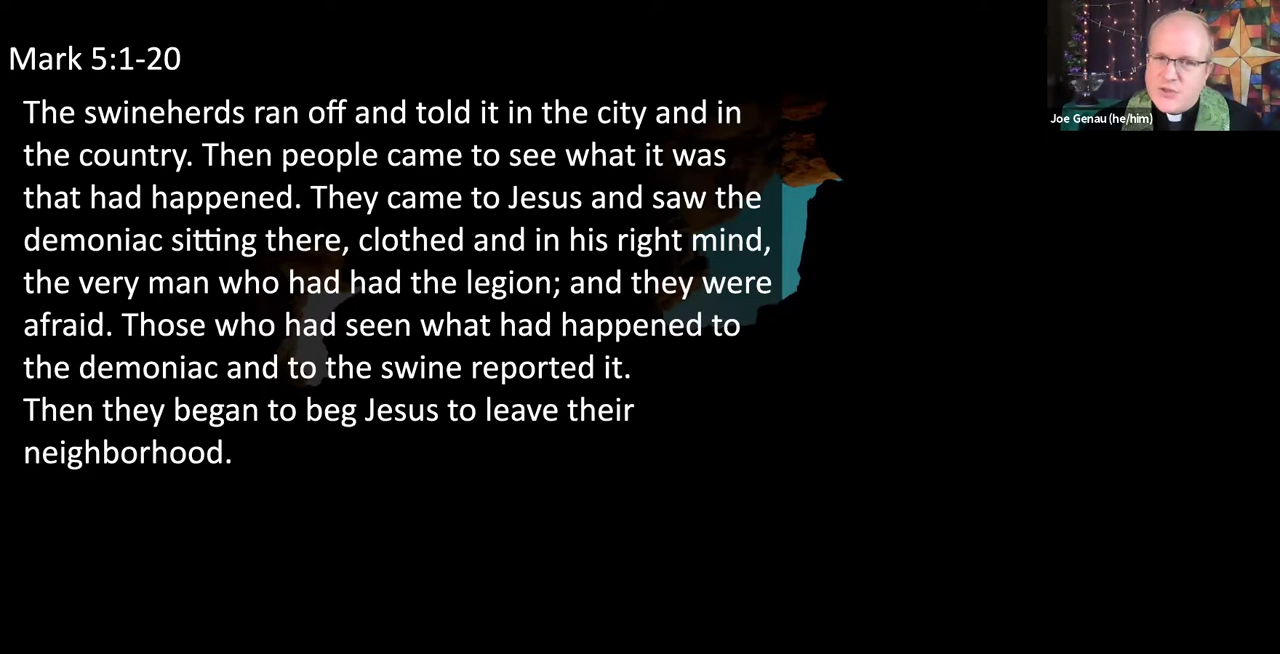 Mark 5:1-20
The swineherds ran off and told it in the city and in
the country. Then people came to see what it was
that had happened. They came to Jesus and saw the
demoniac sitting there, clothed and in his right mind,
the very man who had had the legion; and they were
afraid. Those who had seen what had happened to
the demoniac and to the swine reported it.
Then they began to beg Jesus to leave their
neighborhood.
Joe Genau (he/him)